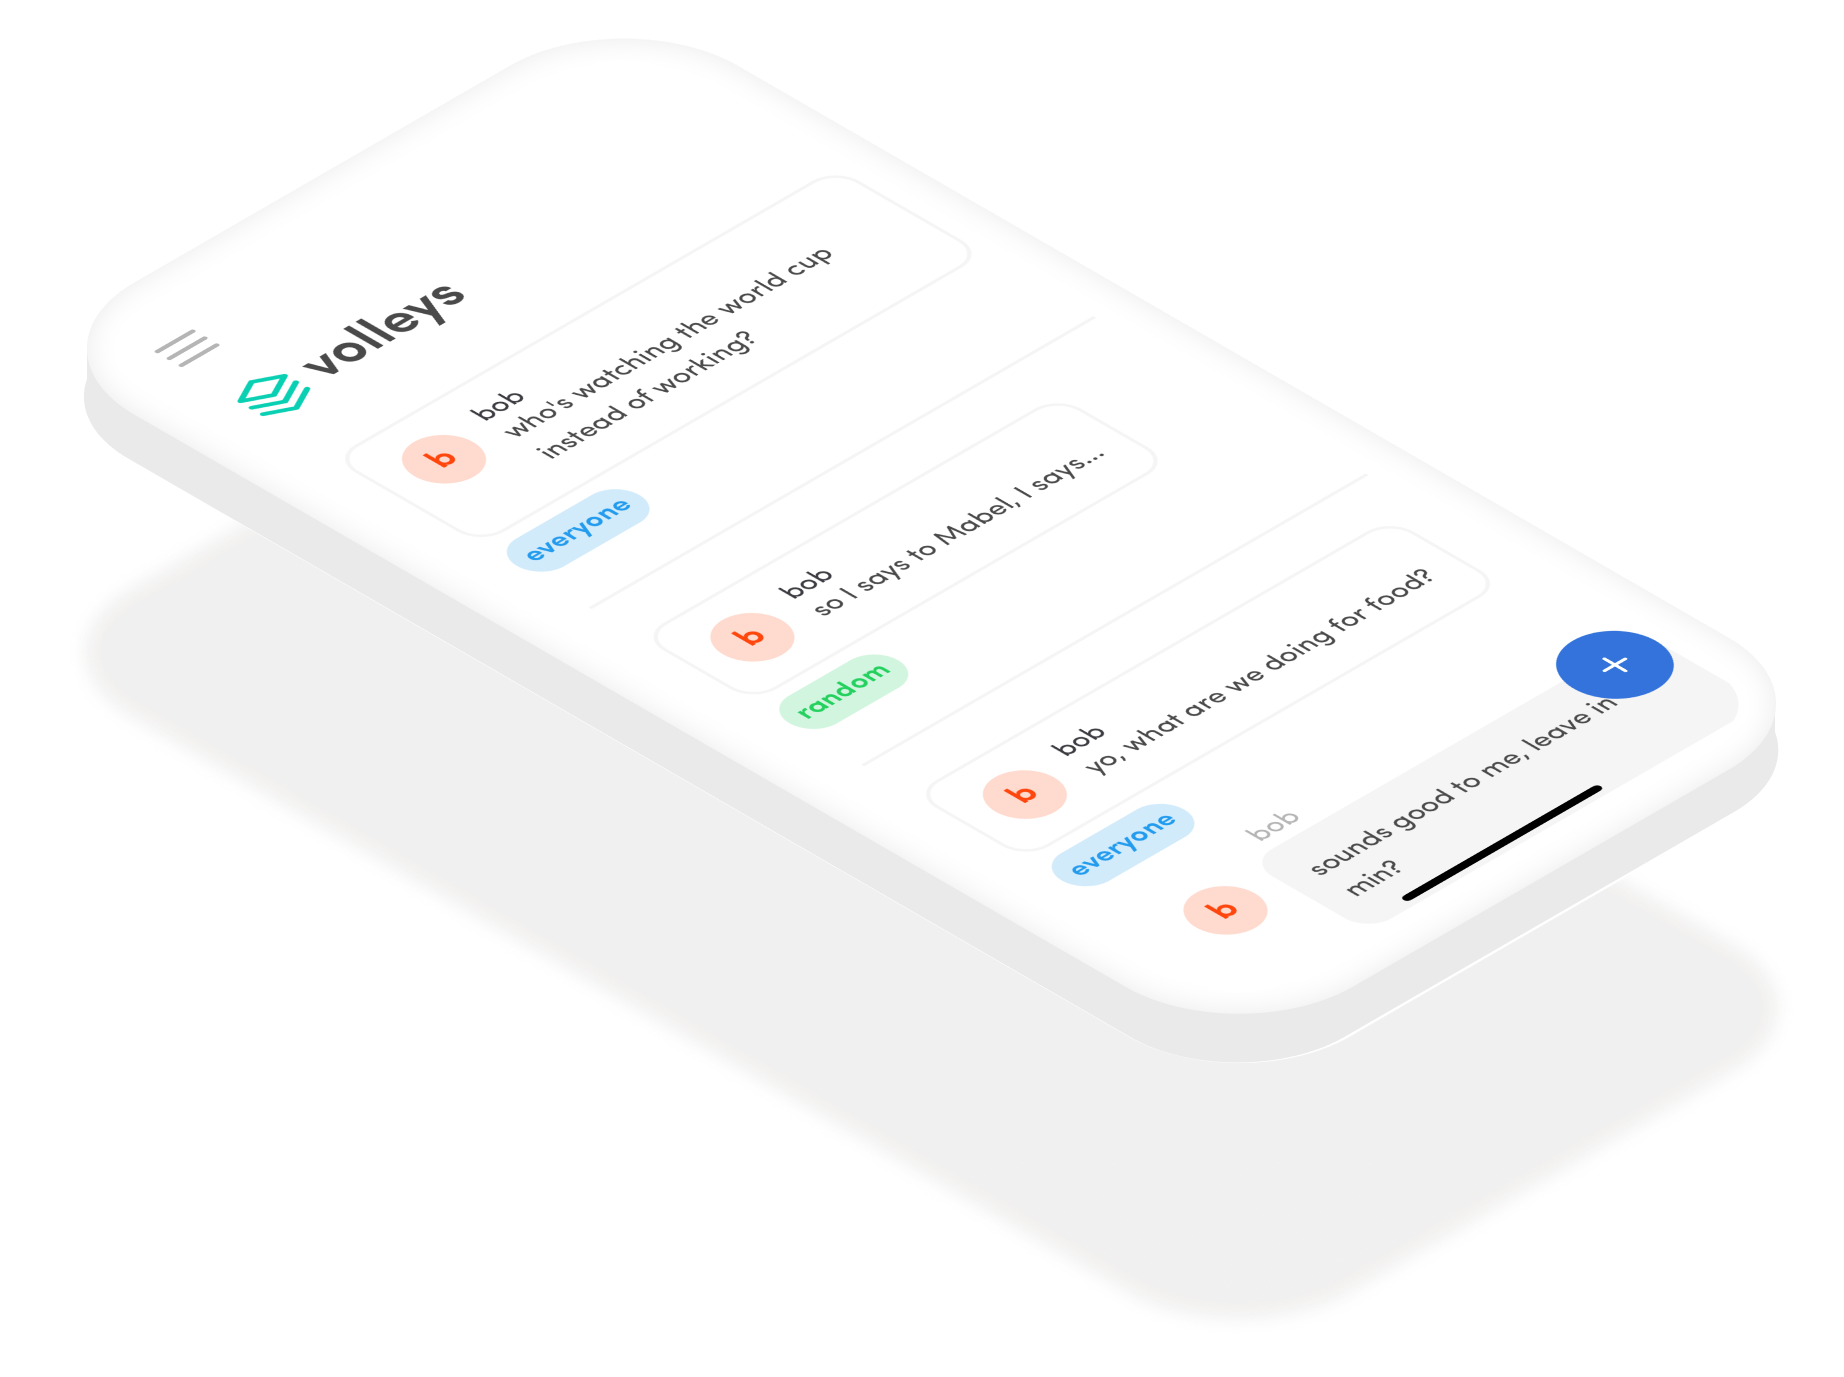 volleys
b
bob
who's watching the world cup
instead of working?
everyone
b
bob
so I says to Mabel, I says...
random
b
bob
yo, what are we doing for food?
everyone
bob
b
sounds good to me, leave in
min?